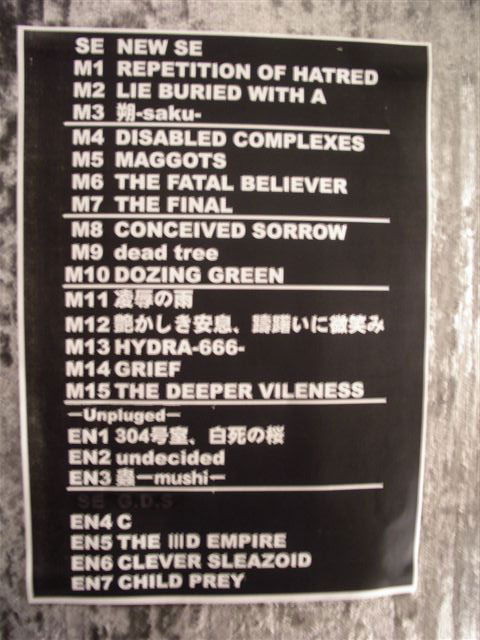 SE NEW SE
M1 REPETITION OF HATRED
M2 LIE BURIED WITH A
M3 朔-saku-
M4 DISABLED COMPLEXES
M5 MAGGOTS
M6 THE FATAL BELIEVER
M7 THE FINAL
M8 CONCEIVED SORROW
M9 dead tree
M10 DOZING GREEN
M11 凌辱の雨
M12 艶かしき安息、躊躇いに微笑み
M13 HYDRA-666-
M14 GRIEF
M15 THE DEEPER VILENESS
―Unpluged―
EN1 304号室、白死の桜
EN2 undecided
EN3 蟲―mushi―
SE G.D.S
EN4 C
EN5 THE ⅢD EMPIRE
EN6 CLEVER SLEAZOID
EN7 CHILD PREY